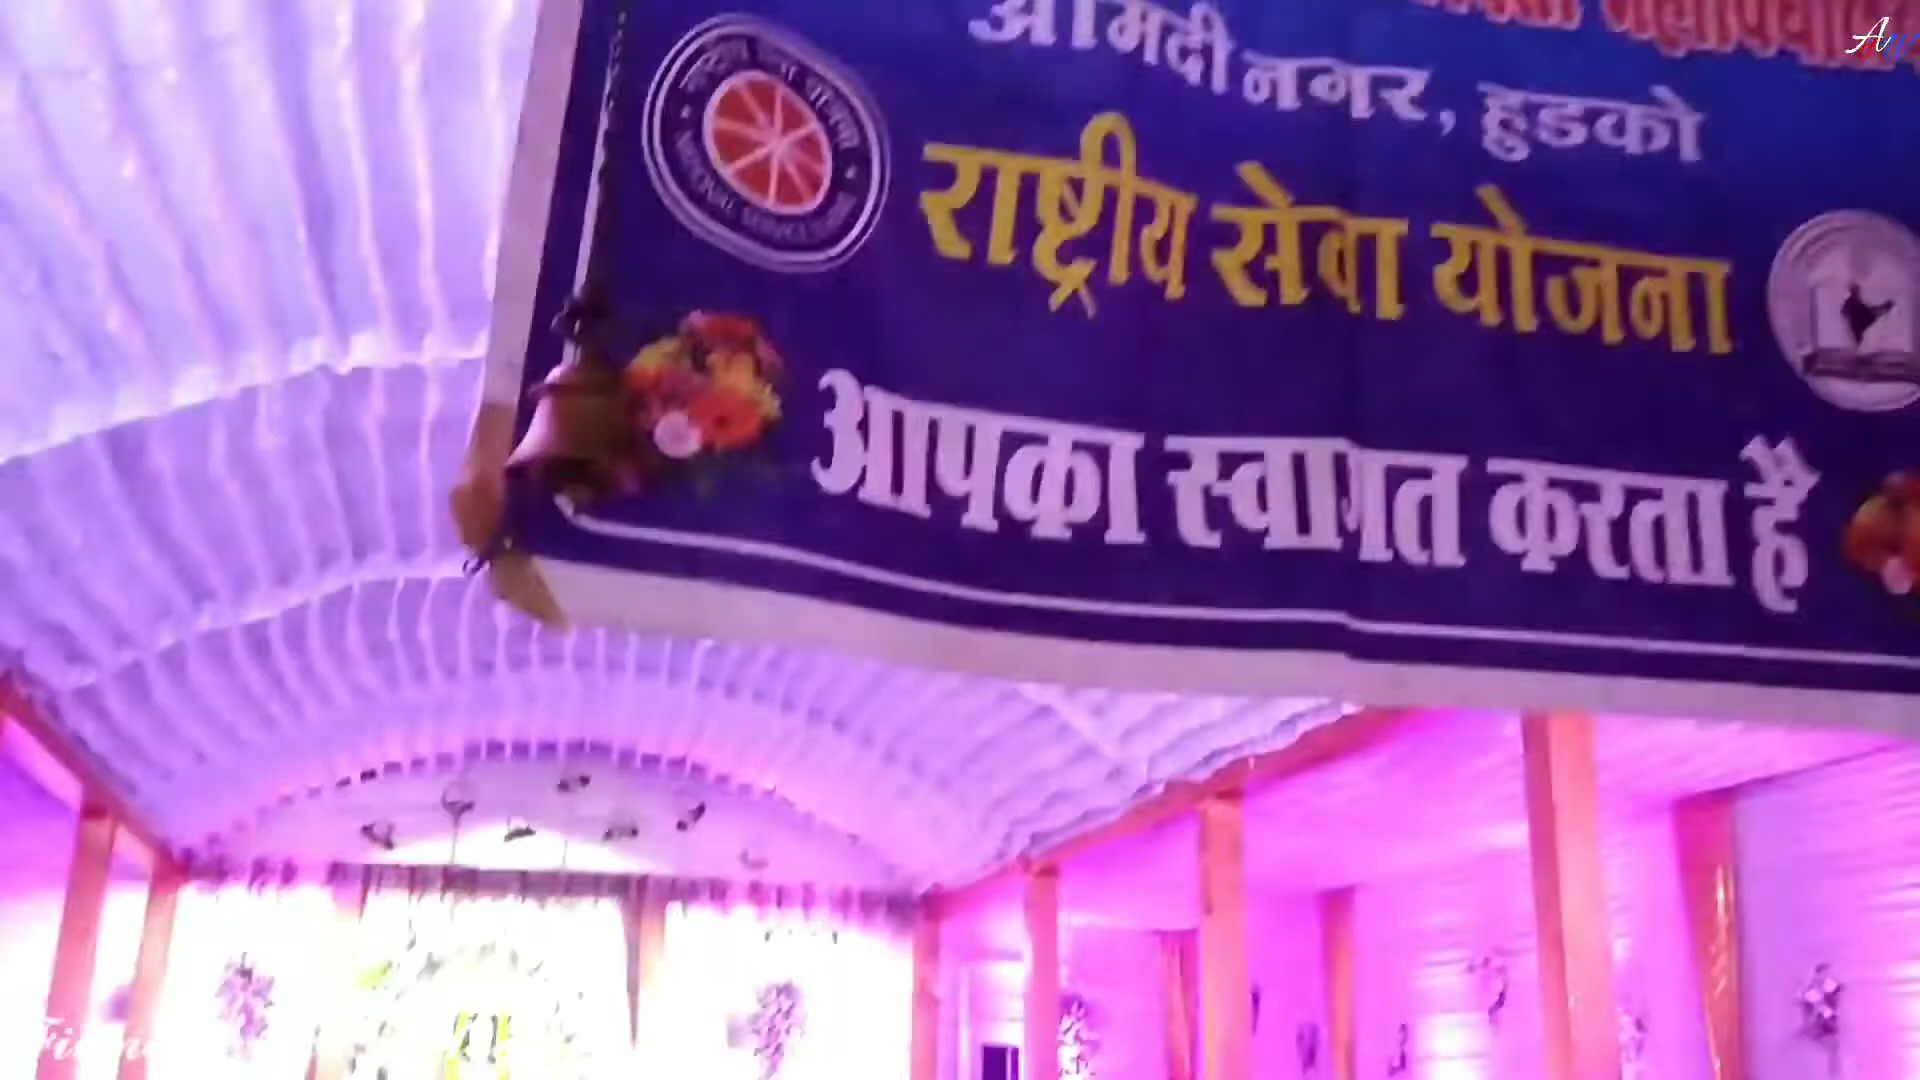 आमदी नगर, हुडको
राष्ट्रीय सेवा योजना
आपका स्वागत करता है